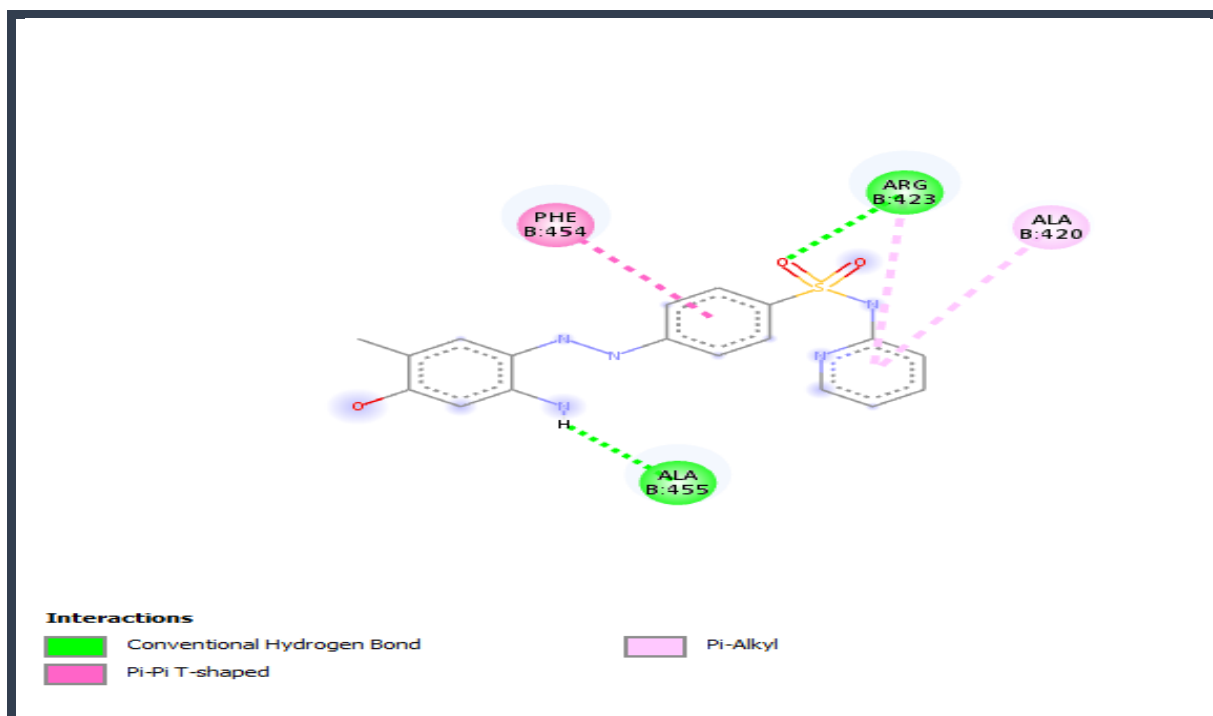 ARG
B:423
PHE
B:454
ALA
B:420
O
O
S
N
N
N
N
N
O
H
ALA
B:455
Interactions
Conventional Hydrogen Bond
Pi-Alkyl
Pi-Pi T-shaped